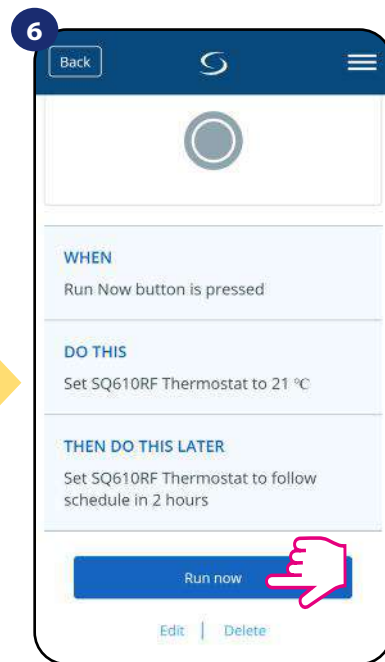 6
Back
WHEN
Run Now button is pressed
DO THIS
Set SQ610RF Thermostat to 21 °C
THEN DO THIS LATER
Set SQ610RF Thermostat to follow
schedule in 2 hours
Run now
Edit | Delete